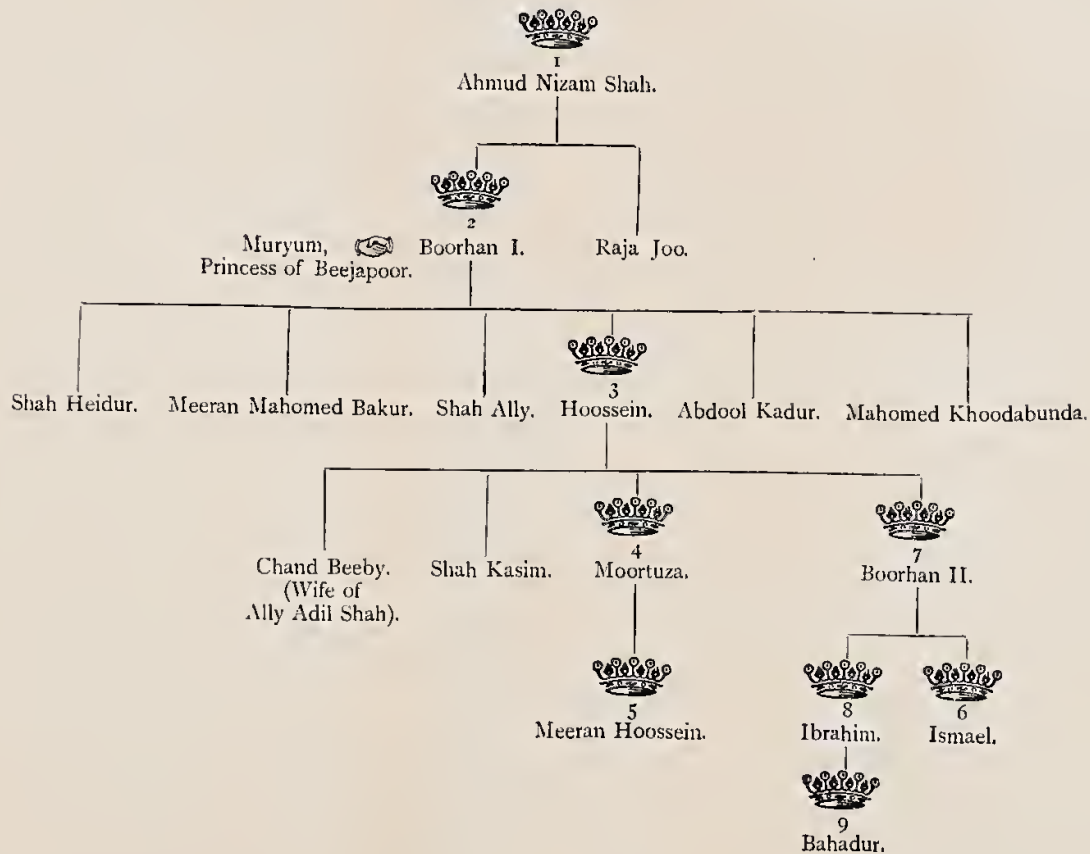 1
Ahmud Nizam Shah.
2
Muryum, Boorhan I. Raja Joo.
Princess of Beejapoor.
3
Shah Heidur. Meeran Mahomed Bakur. Shah Ally. Hoossein. Abdool Kadur. Mahomed Khoodabunda.
4
7
Chand Beeby. Shah Kasim. Moortuza. Boorhan II.
(Wife of
Ally Adil Shah).
5 8 6
Meeran Hoossein. Ibrahim. Ismael.
9
Bahadur.